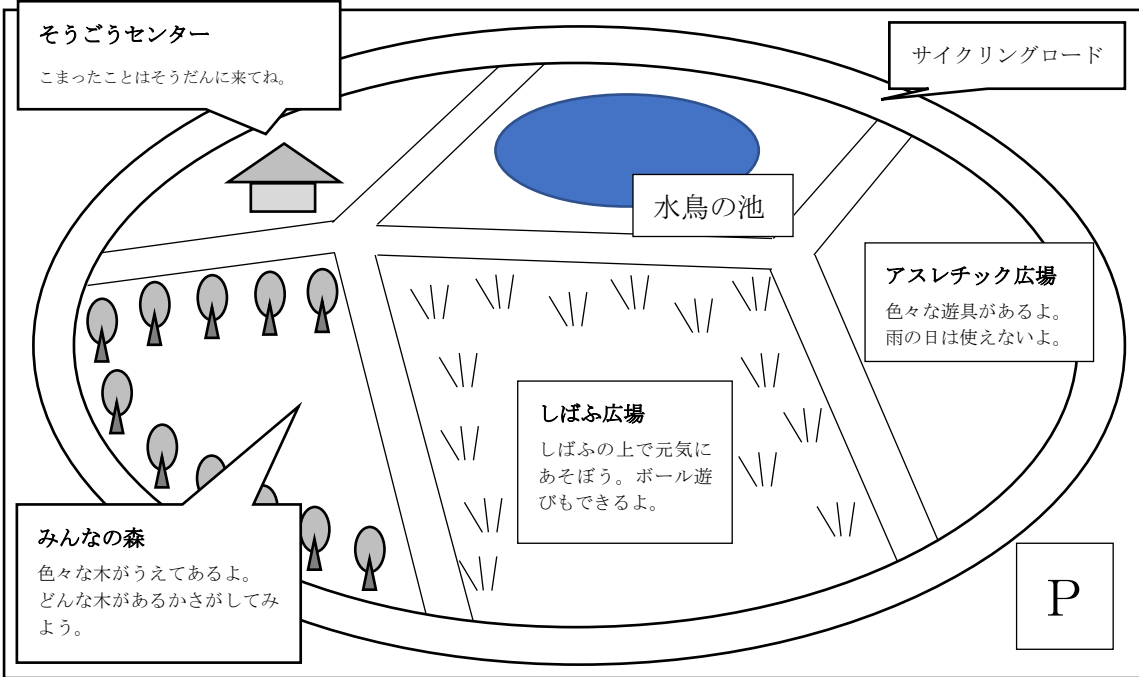 そうごうセンター
こまったことはそうだんに来てね。
サイクリングロード
水鳥の池
アスレチック広場
色々な遊具があるよ。
雨の日は使えないよ。
しばふ広場
しばふの上で元気に
あそぼう。ボール遊
びもできるよ。
みんなの森
色々な木がうえてあるよ。
どんな木があるかさがしてみ
よう。
P